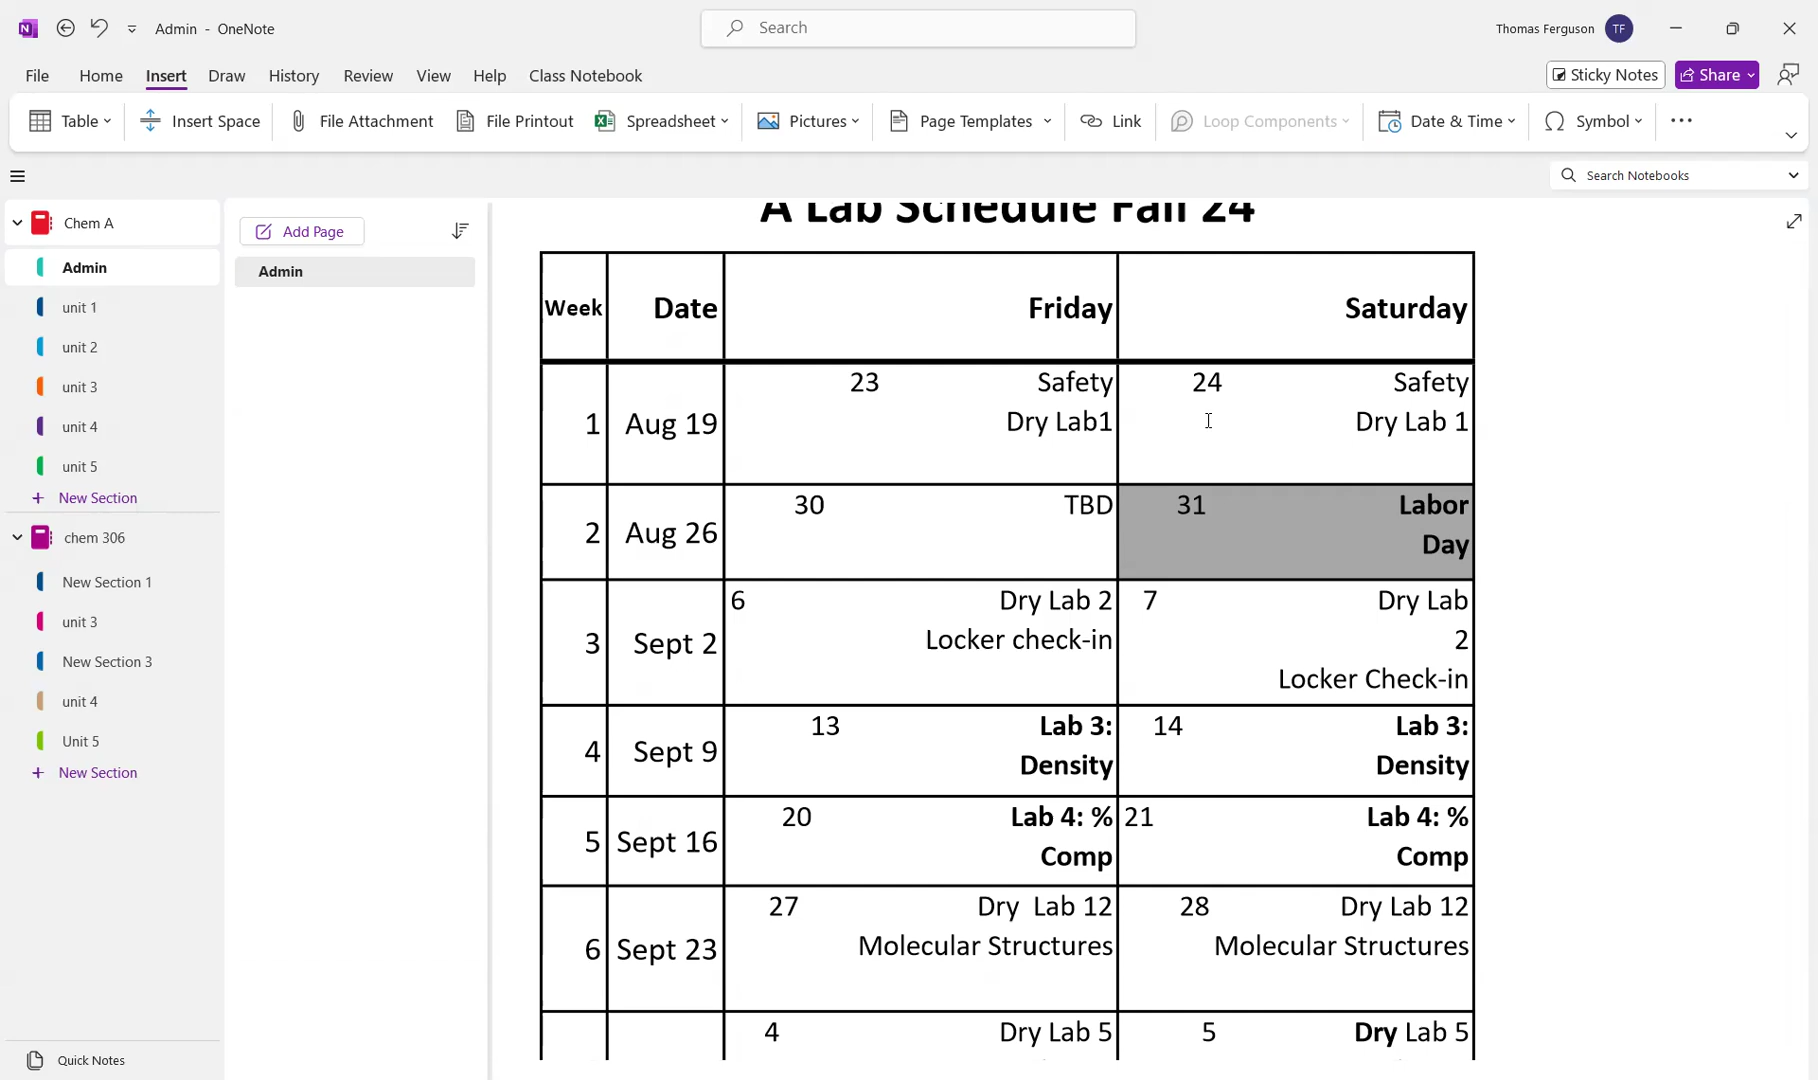 Admin - OneNote
Search
Thomas Ferguson TF
File Home Insert Draw History Review View Help Class Notebook
Sticky Notes Share
Table Insert Space File Attachment File Printout Spreadsheet Pictures Page Templates Link Loop Components Date & Time Symbol
Search Notebooks
Chem A
Admin
unit 1
unit 2
unit 3
unit 4
unit 5
+ New Section
chem 306
New Section 1
unit 3
New Section 3
unit 4
Unit 5
+ New Section
Quick Notes
Add Page
Admin
A Lab Schedule Fall 24
Week Date Friday Saturday
1 Aug 19
23 Safety
Dry Lab1
24 Safety
Dry Lab 1
2 Aug 26
30 TBD
31 Labor
Day
3 Sept 2
6 Dry Lab 2
Locker check-in
7 Dry Lab
2
Locker Check-in
4 Sept 9
13 Lab 3:
Density
14 Lab 3:
Density
5 Sept 16
20 Lab 4: %
Comp
21 Lab 4: %
Comp
6 Sept 23
27 Dry Lab 12
Molecular Structures
28 Dry Lab 12
Molecular Structures
4 Dry Lab 5
5 Dry Lab 5